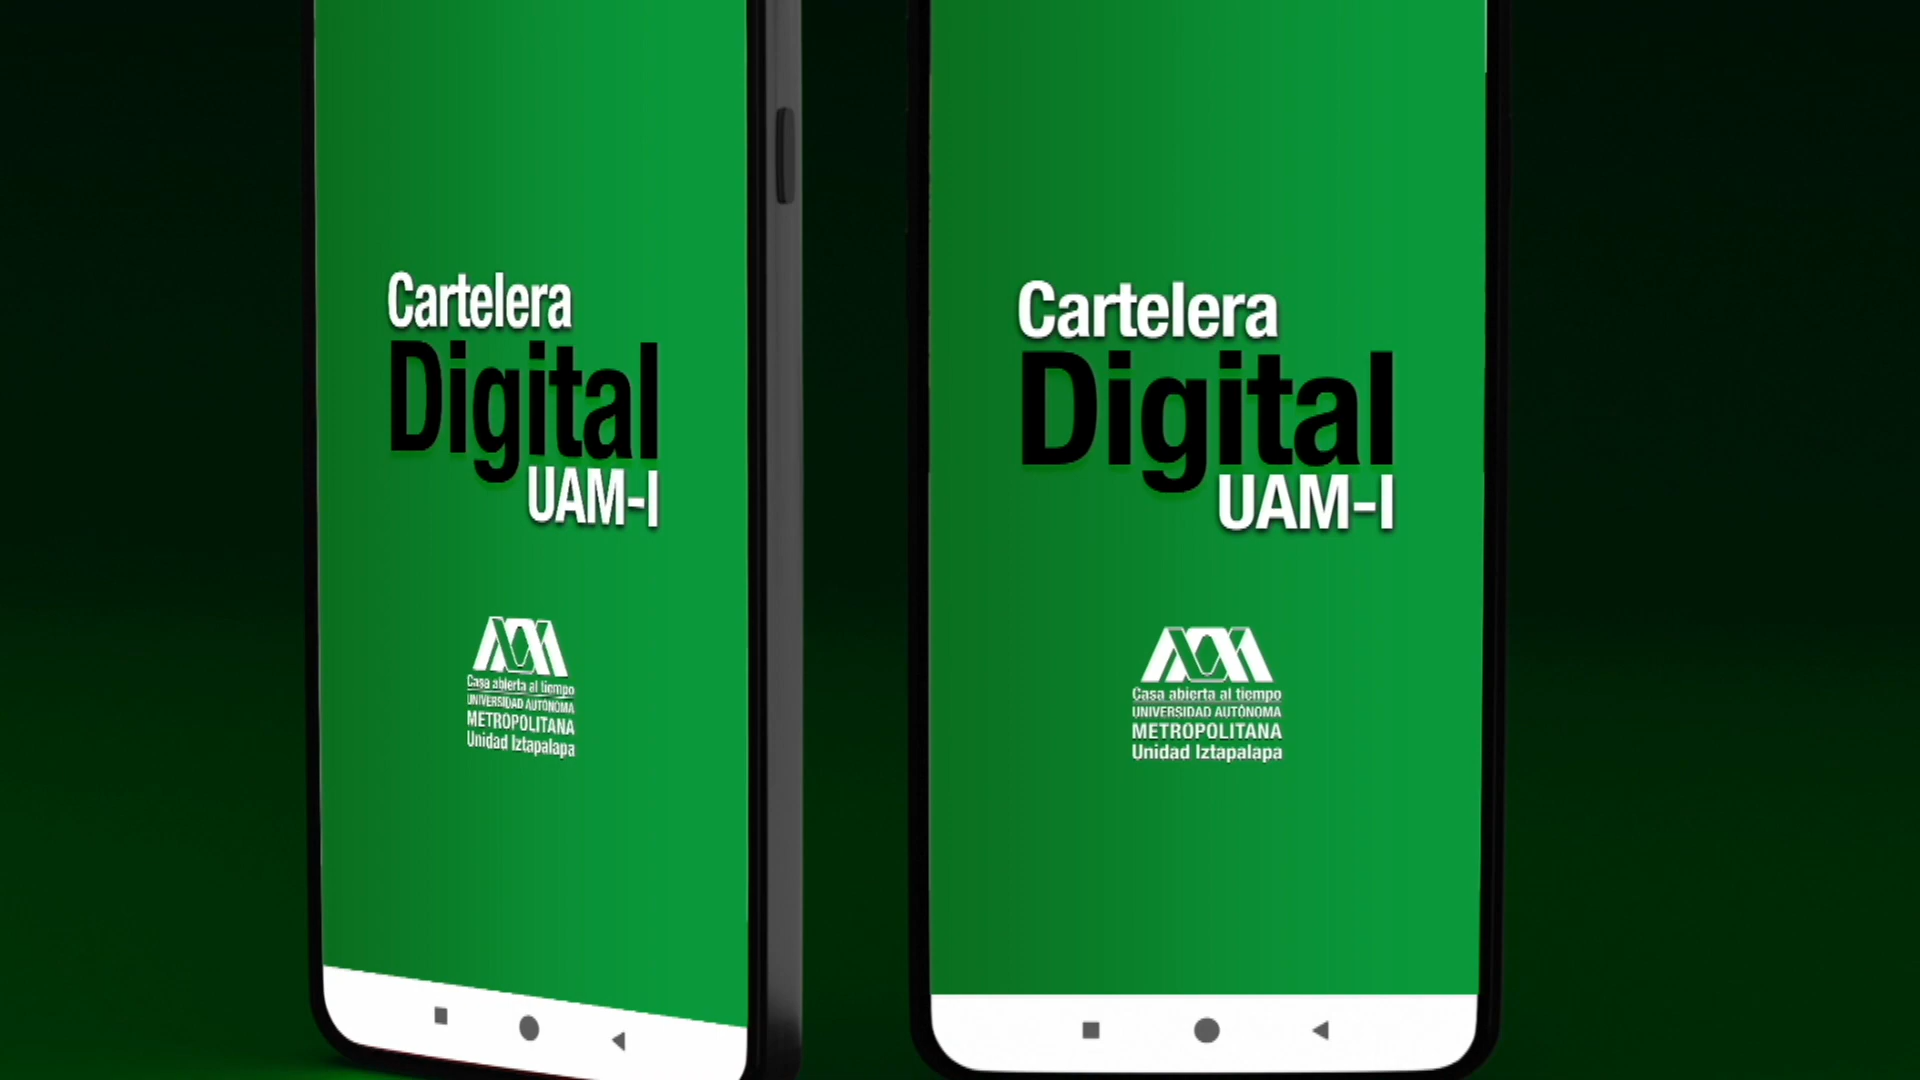 Cartelera
Digital
UAM-I
Casa abierta al tiempo
UNIVERSIDAD AUTÓNOMA
METROPOLITANA
Unidad Iztapalapa
Cartelera
Digital
UAM-I
Casa abierta al tiempo
UNIVERSIDAD AUTÓNOMA
METROPOLITANA
Unidad Iztapalapa